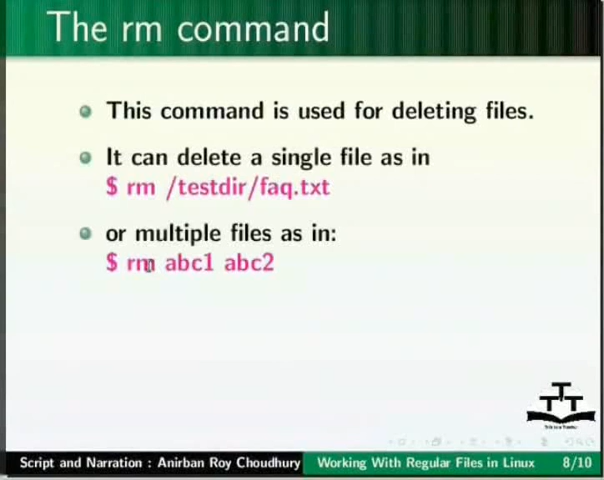 The rm command
This command is used for deleting files.
It can delete a single file as in
$ rm /testdir/faq.txt
or multiple files as in:
$ rm abc1 abc2
TTT
Script and Narration : Anirban Roy Choudhury Working With Regular Files in Linux 8/10